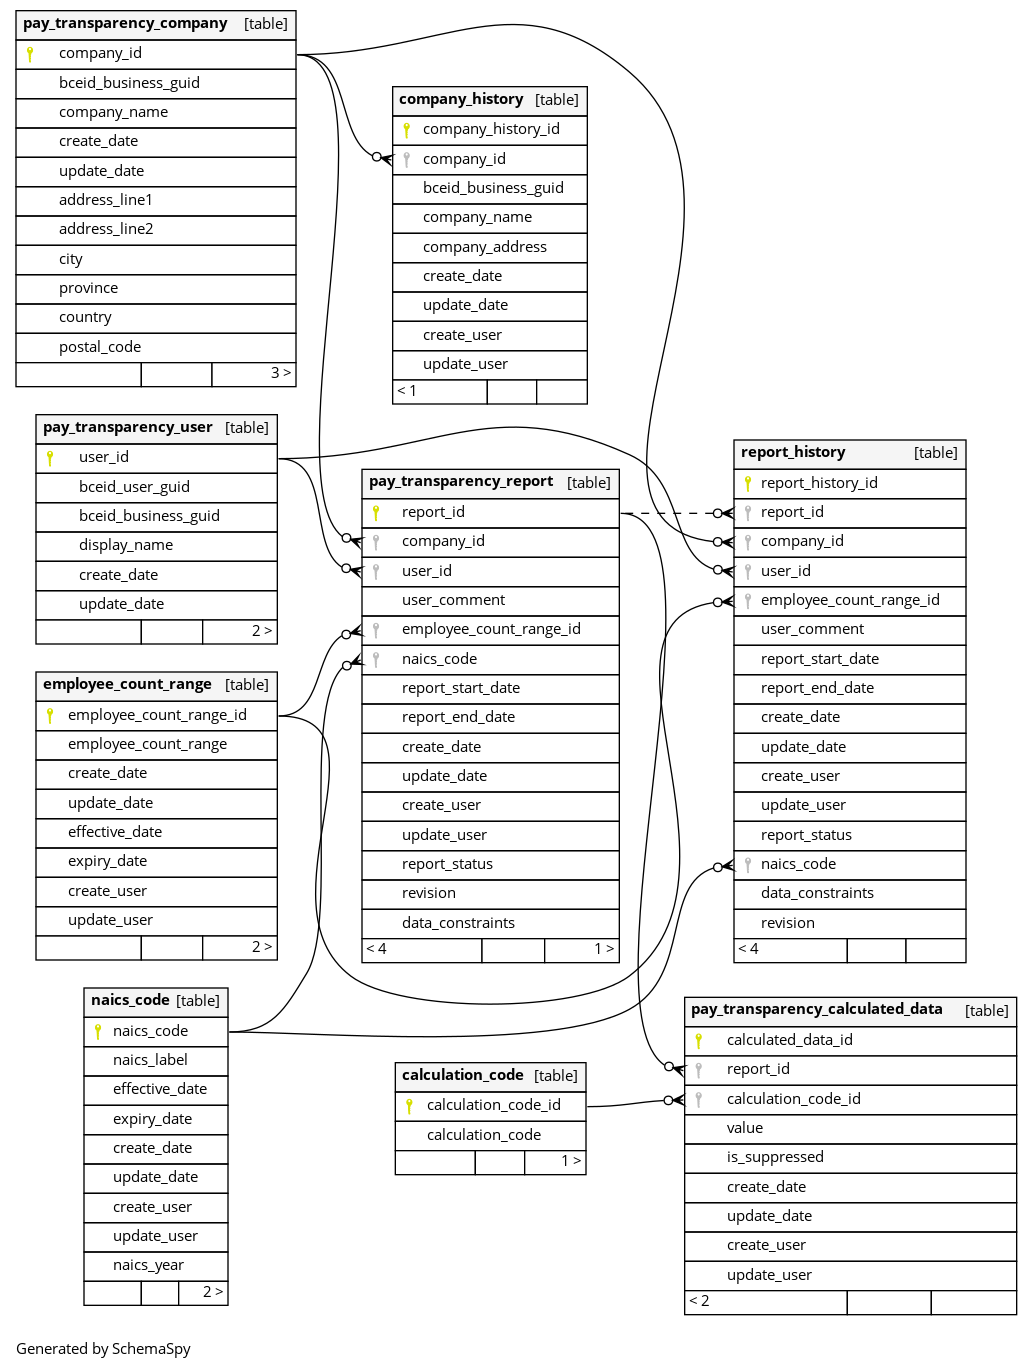 pay_transparency_company [table]
company_id
bceid_business_guid
company_name
create_date
update_date
address_line1
address_line2
city
province
country
postal_code
3 >
company_history [table]
company_history_id
company_id
bceid_business_guid
company_name
company_address
create_date
update_date
create_user
update_user
< 1
pay_transparency_user [table]
user_id
bceid_user_guid
bceid_business_guid
display_name
create_date
update_date
2 >
pay_transparency_report [table]
report_id
company_id
user_id
user_comment
employee_count_range_id
naics_code
report_start_date
report_end_date
create_date
update_date
create_user
update_user
report_status
revision
data_constraints
< 4 1 >
report_history [table]
report_history_id
report_id
company_id
user_id
employee_count_range_id
user_comment
report_start_date
report_end_date
create_date
update_date
create_user
update_user
report_status
naics_code
data_constraints
revision
< 4
employee_count_range [table]
employee_count_range_id
employee_count_range
create_date
update_date
effective_date
expiry_date
create_user
update_user
2 >
naics_code [table]
naics_code
naics_label
effective_date
expiry_date
create_date
update_date
create_user
update_user
naics_year
2 >
calculation_code [table]
calculation_code_id
calculation_code
1 >
pay_transparency_calculated_data [table]
calculated_data_id
report_id
calculation_code_id
value
is_suppressed
create_date
update_date
create_user
update_user
< 2
Generated by SchemaSpy